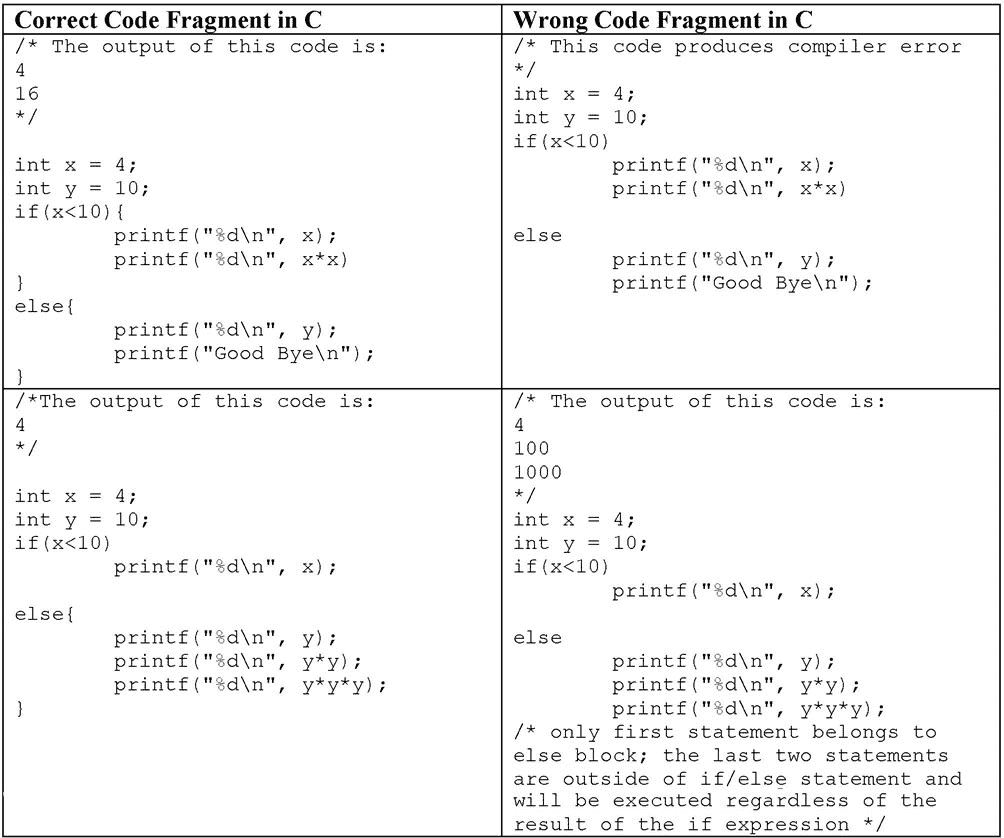 Correct Code Fragment in C
/* The output of this code is:
4
16
*/
int x = 4;
int y = 10;
if(x<10){
printf("%d\n", x);
printf("%d\n", x*x)
}
else{
printf("%d\n", y);
printf("Good Bye\n");
}
Wrong Code Fragment in C
/* This code produces compiler error
*/
int x = 4;
int y = 10;
if(x<10)
printf("%d\n", x);
printf("%d\n", x*x)
else
printf("%d\n", y);
printf("Good Bye\n");
/*The output of this code is:
4
*/
int x = 4;
int y = 10;
if(x<10)
printf("%d\n", x);
else{
printf("%d\n", y);
printf("%d\n", y*y);
printf("%d\n", y*y*y);
}
/* The output of this code is:
4
100
1000
*/
int x = 4;
int y = 10;
if(x<10)
printf("%d\n", x);
else
printf("%d\n", y);
printf("%d\n", y*y);
printf("%d\n", y*y*y);
/* only first statement belongs to
else block; the last two statements
are outside of if/else statement and
will be executed regardless of the
result of the if expression */